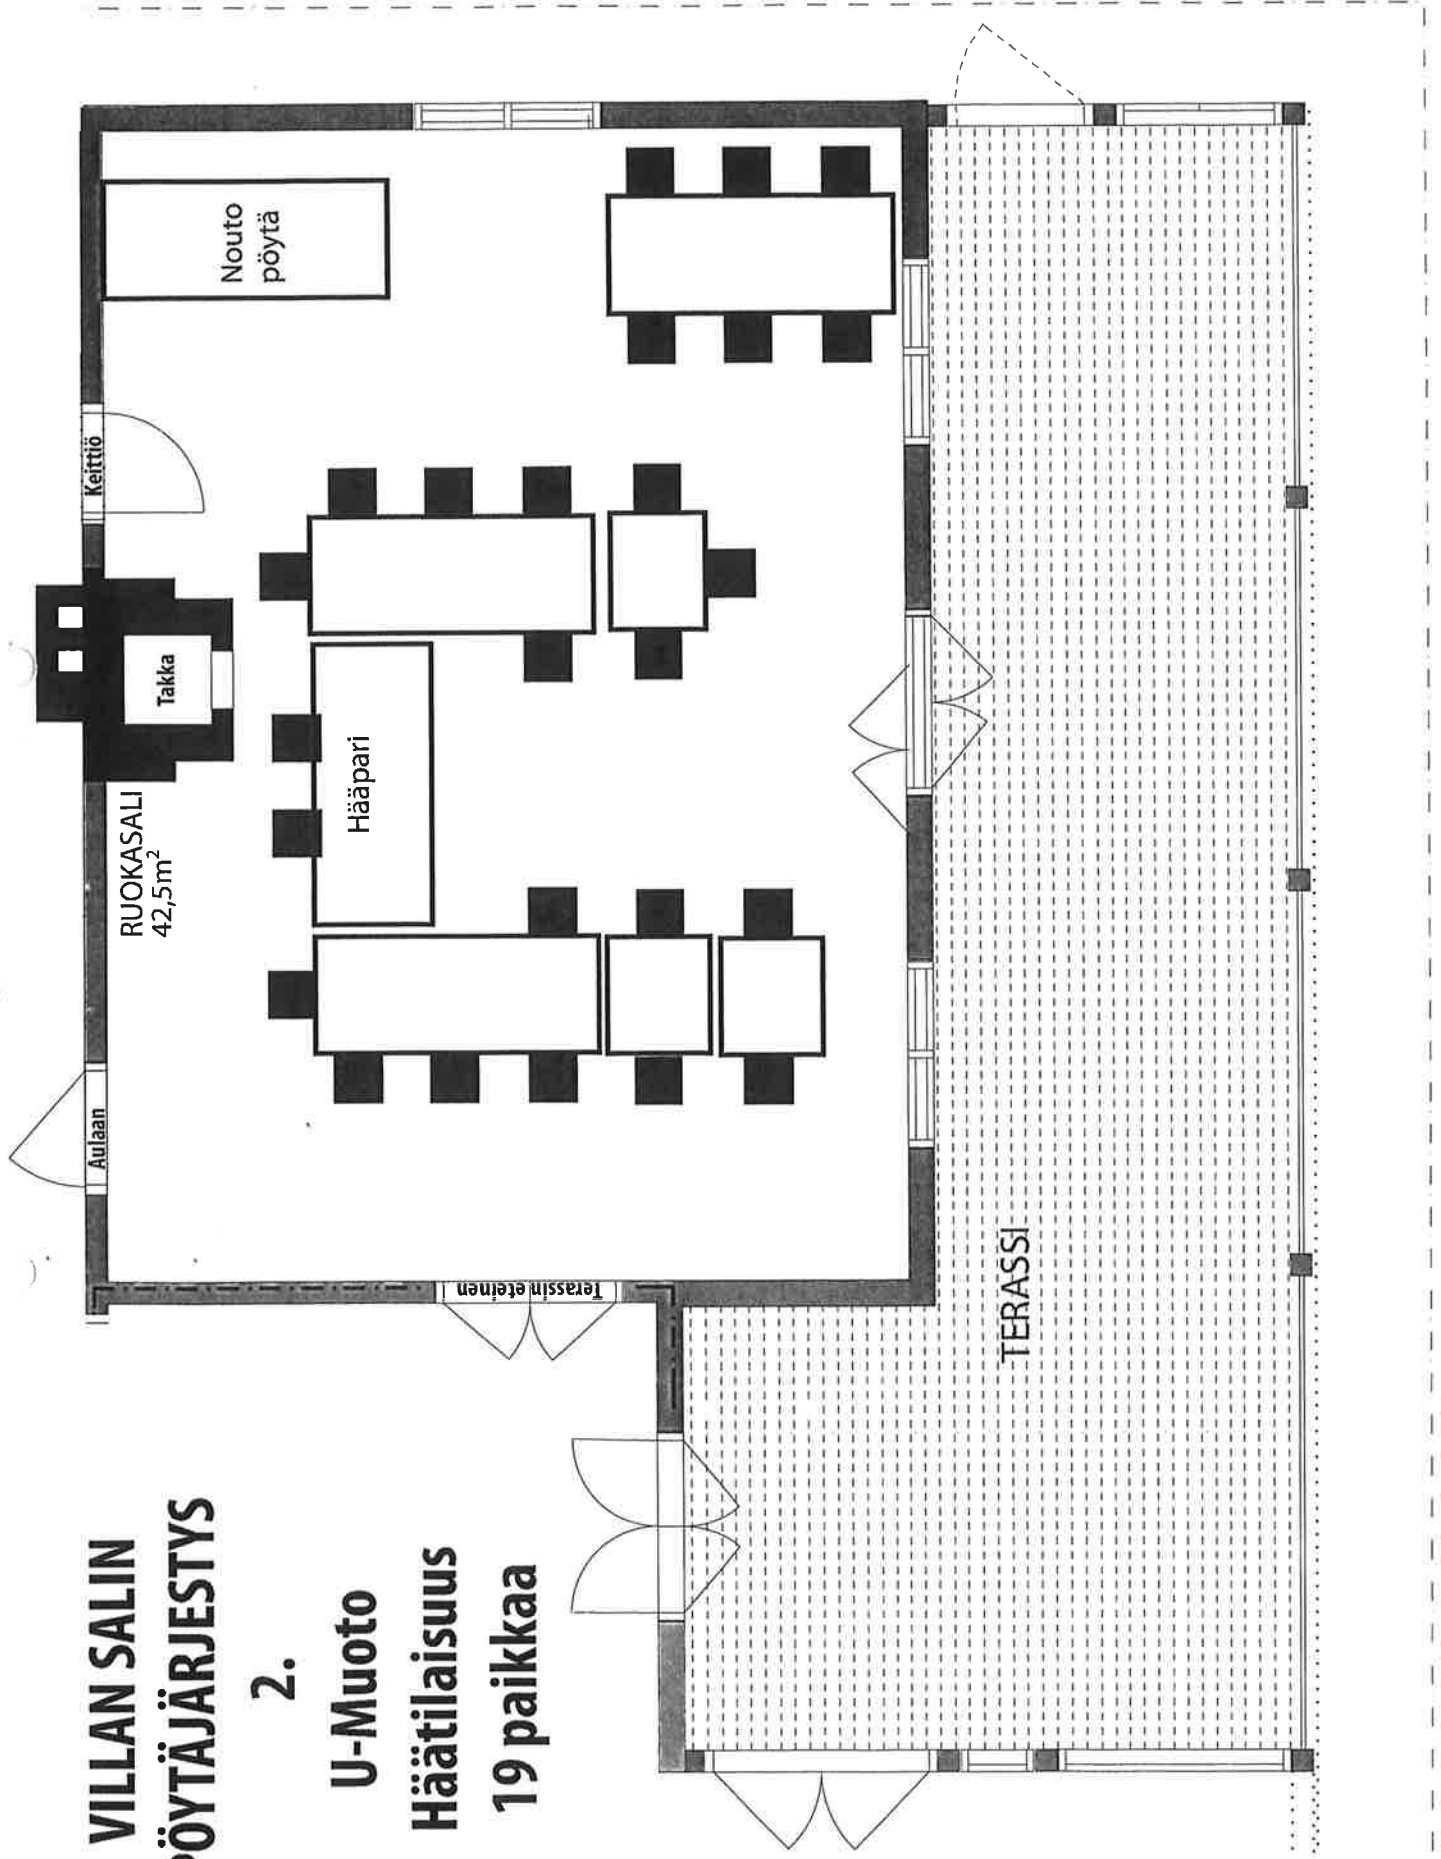 VILLAN SALIN
PÖYTÄJÄRJESTYS
2.
U-Muoto
Häätilaisuus
19 paikkaa
Aulaan
RUOKASALI
42,5m²
Takka
Keittiö
Nouto
pöytä
Hääpari
Terassin eteinen
TERASSI